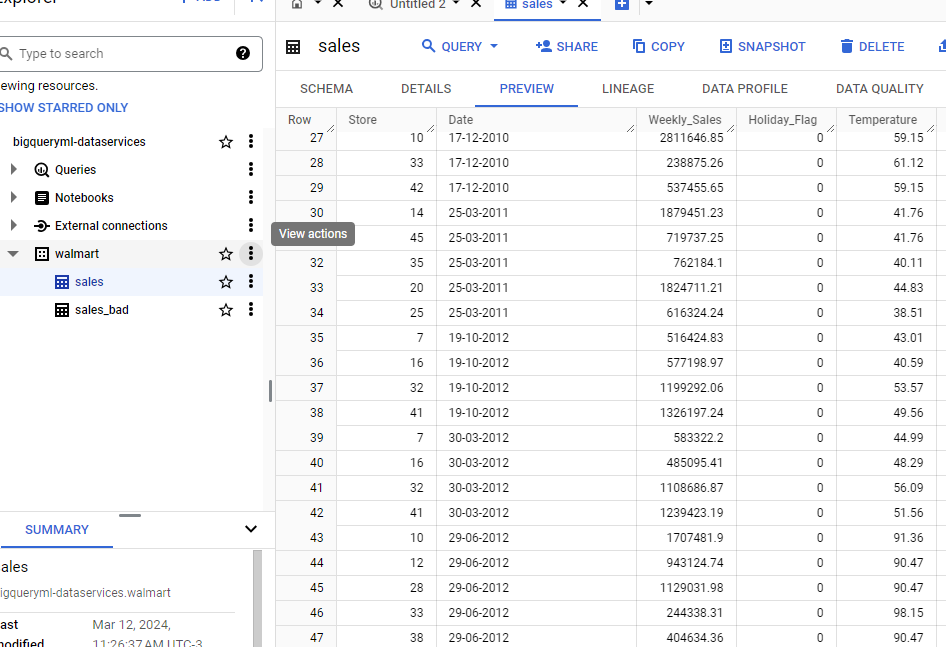 Untitled 2
sales
Type to search
ewing resources.
SHOW STARRED ONLY
bigqueryml-dataservices
Queries
Notebooks
External connections
walmart
sales
sales_bad
View actions
SUMMARY
ales
igqueryml-dataservices.walmart
ast
modified
Mar 12, 2024,
11:26:37 AM UTC-3
sales
QUERY
SHARE
COPY
SNAPSHOT
DELETE
SCHEMA DETAILS PREVIEW LINEAGE DATA PROFILE DATA QUALITY
Row Store Date Weekly_Sales Holiday_Flag Temperature
27 10 17-12-2010 2811646.85 0 59.15
28 33 17-12-2010 238875.26 0 61.12
29 42 17-12-2010 537455.65 0 59.15
30 14 25-03-2011 1879451.23 0 41.76
45 25-03-2011 719737.25 0 41.76
32 35 25-03-2011 762184.1 0 40.11
33 20 25-03-2011 1824711.21 0 44.83
34 25 25-03-2011 616324.24 0 38.51
35 7 19-10-2012 516424.83 0 43.01
36 16 19-10-2012 577198.97 0 40.59
37 32 19-10-2012 1199292.06 0 53.57
38 41 19-10-2012 1326197.24 0 49.56
39 7 30-03-2012 583322.2 0 44.99
40 16 30-03-2012 485095.41 0 48.29
41 32 30-03-2012 1108686.87 0 56.09
42 41 30-03-2012 1239423.19 0 51.56
43 10 29-06-2012 1707481.9 0 91.36
44 12 29-06-2012 943124.74 0 90.47
45 28 29-06-2012 1129031.98 0 90.47
46 33 29-06-2012 244338.31 0 98.15
47 38 29-06-2012 404634.36 0 90.47